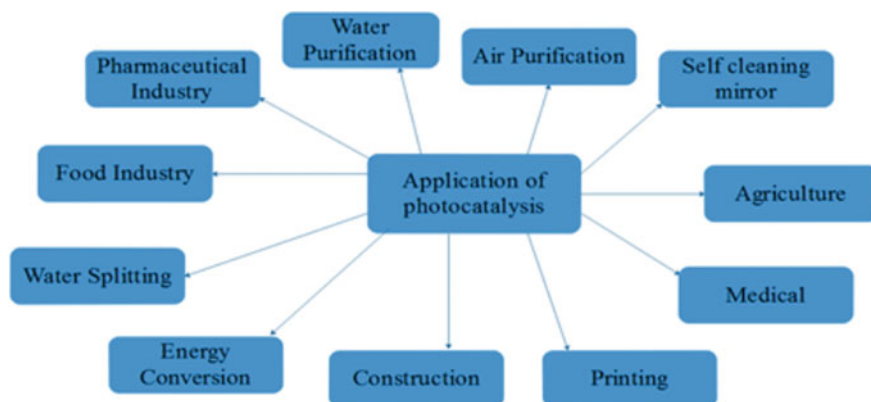 Water
Purification
Air Purification
Pharmaceutical
Industry
Self cleaning
mirror
Food Industry
Application of
photocatalysis
Agriculture
Water Splitting
Medical
Energy
Conversion
Construction
Printing